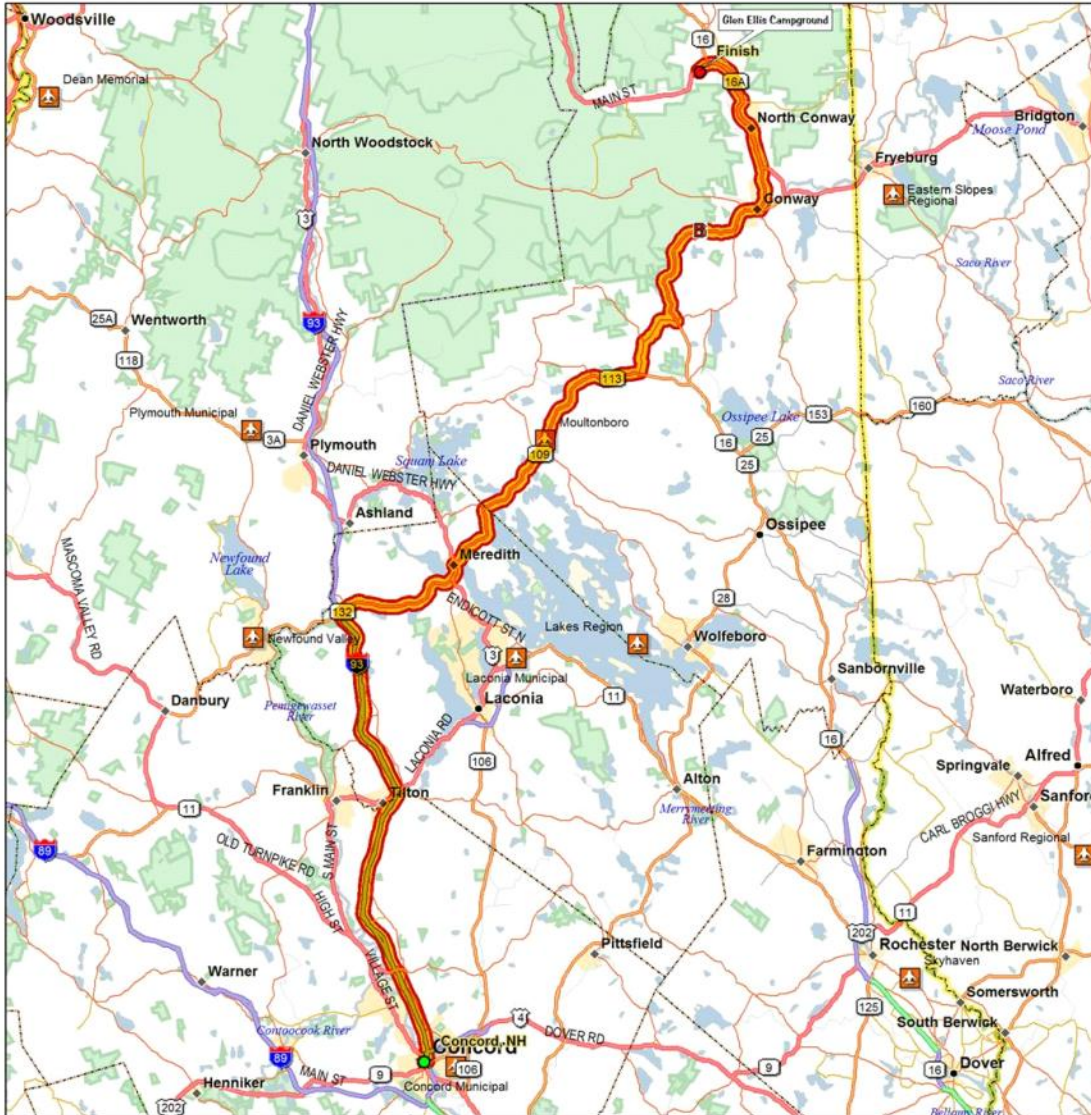 Woodsville
Glen Ellis Campground
16
Finish
Dean Memorial
MAIN ST
16A
North Conway
Moose Pond
Bridgton
North Woodstock
Fryeburg
3
Eastern Slopes
Regional
Conway
B
Saco River
93
25A
Wentworth
118
DANIEL WEBSTER HWY
113
Saco River
Plymouth Municipal
3A
Moultonboro
Ossipee Lake
153
160
16
25
25
109
Plymouth
Squam Lake
DANIEL WEBSTER HWY
Ashland
Ossipee
MASCOMA VALLEY RD
Newfound
Lake
Meredith
132
ENDICOTT ST N
28
Newfound Valley
Lakes Region
Wolfeboro
93
3
Laconia Municipal
Sanbornville
11
Danbury
Pemigewasset
River
Laconia
Waterboro
LACONIA RD
106
16
Springvale
Alfred
Alton
Franklin
Tilton
Merrymeeting
River
CARL BROGGI HWY
Sanford
11
S MAIN ST
Sanford Regional
89
OLD TURNPIKE RD
Farmington
HIGH ST
11
202
Pittsfield
Rochester
North Berwick
VILLAGE ST
Skyhaven
Warner
125
Somersworth
Contoocook River
4
South Berwick
DOVER RD
Concord, NH
Concord
89
MAIN ST
9
106
Concord Municipal
9
Dover
16
Henniker
202
Bellamy River